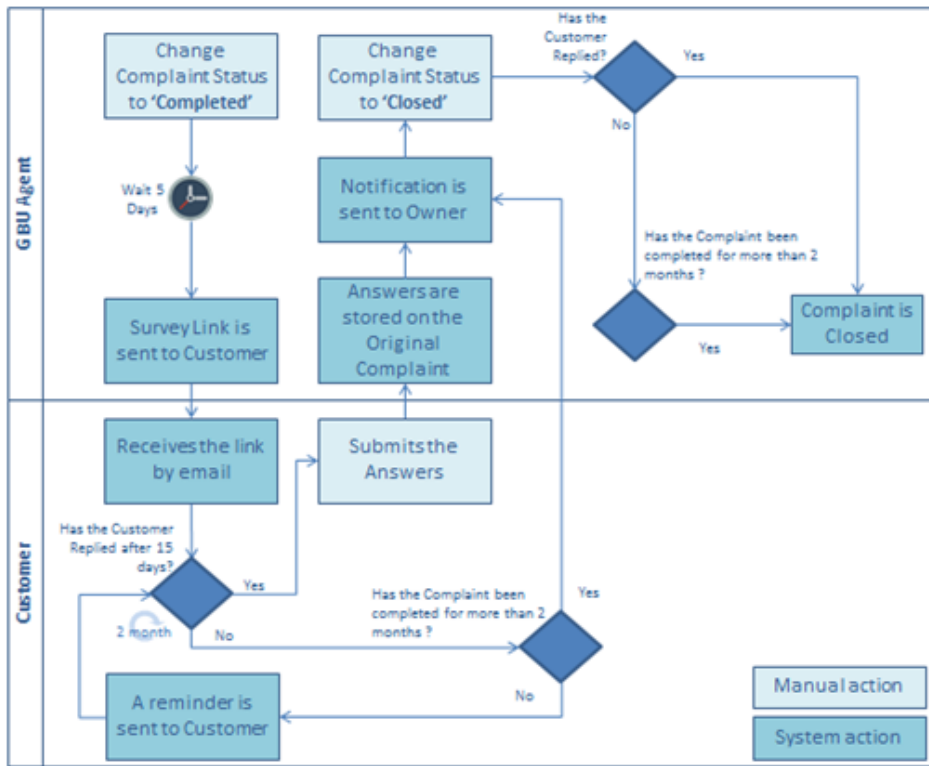 GBU Agent
Change
Complaint Status
to 'Completed'
Wait 5
Days
Survey Link is
sent to Customer
Change
Complaint Status
to 'Closed'
Notification is
sent to Owner
Answers are
stored on the
Original
Complaint
Has the
Customer
Replied?
Yes
No
Has the Complaint been
completed for more than 2
months ?
Yes
Complaint is
Closed
Customer
Receives the link
by email
Submits the
Answers
Has the Customer
Replied after 15
days?
Yes
2 month
No
Has the Complaint been
completed for more than 2
months ?
Yes
No
A reminder is
sent to Customer
Manual action
System action